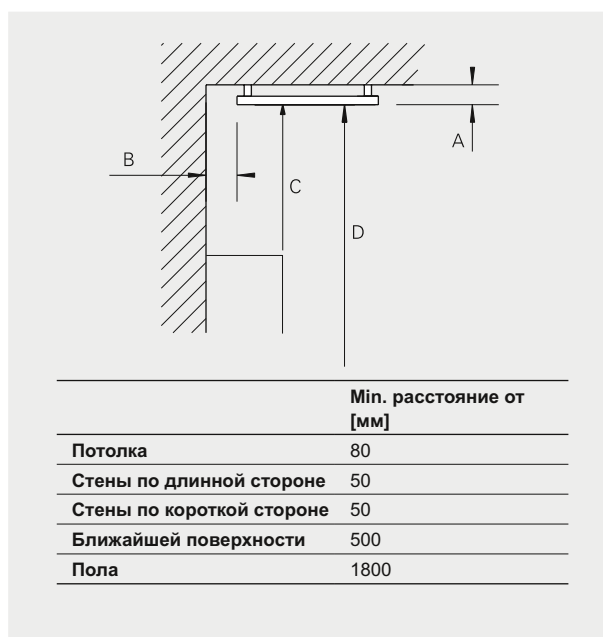 A
B
C
D
Min. расстояние от
[мм]
Потолка 80
Стены по длинной стороне 50
Стены по короткой стороне 50
Ближайшей поверхности 500
Пола 1800